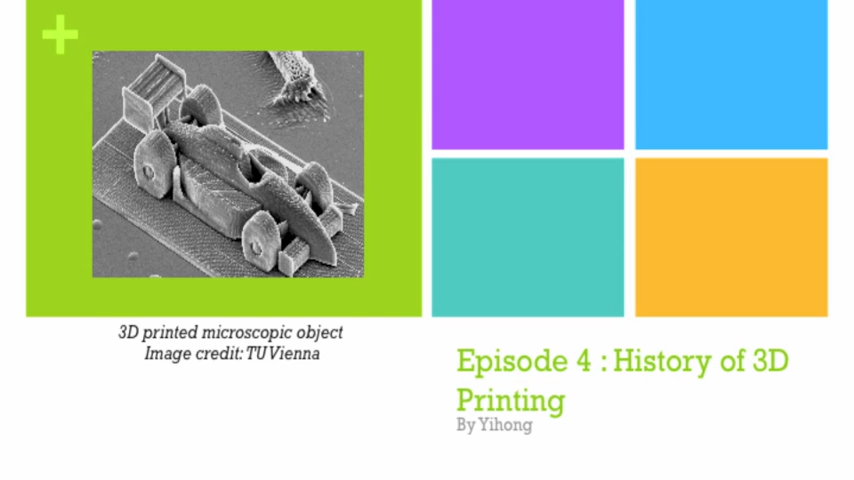 3D printed microscopic object
Image credit: TU Vienna
Episode 4 : History of 3D
Printing
By Yihong